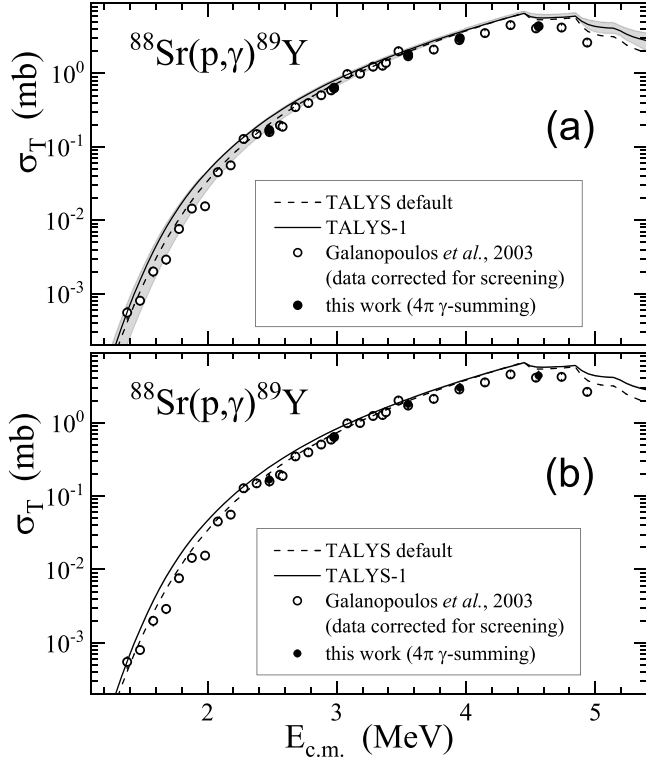 ⁸⁸Sr(p,γ)⁸⁹Y
(a)
σT (mb)
10⁰
10⁻¹
10⁻²
10⁻³
TALYS default
TALYS-1
Galanopoulos et al., 2003
(data corrected for screening)
this work (4π γ-summing)
⁸⁸Sr(p,γ)⁸⁹Y
(b)
σT (mb)
10⁰
10⁻¹
10⁻²
10⁻³
TALYS default
TALYS-1
Galanopoulos et al., 2003
(data corrected for screening)
this work (4π γ-summing)
2 3 4 5
E_c.m. (MeV)